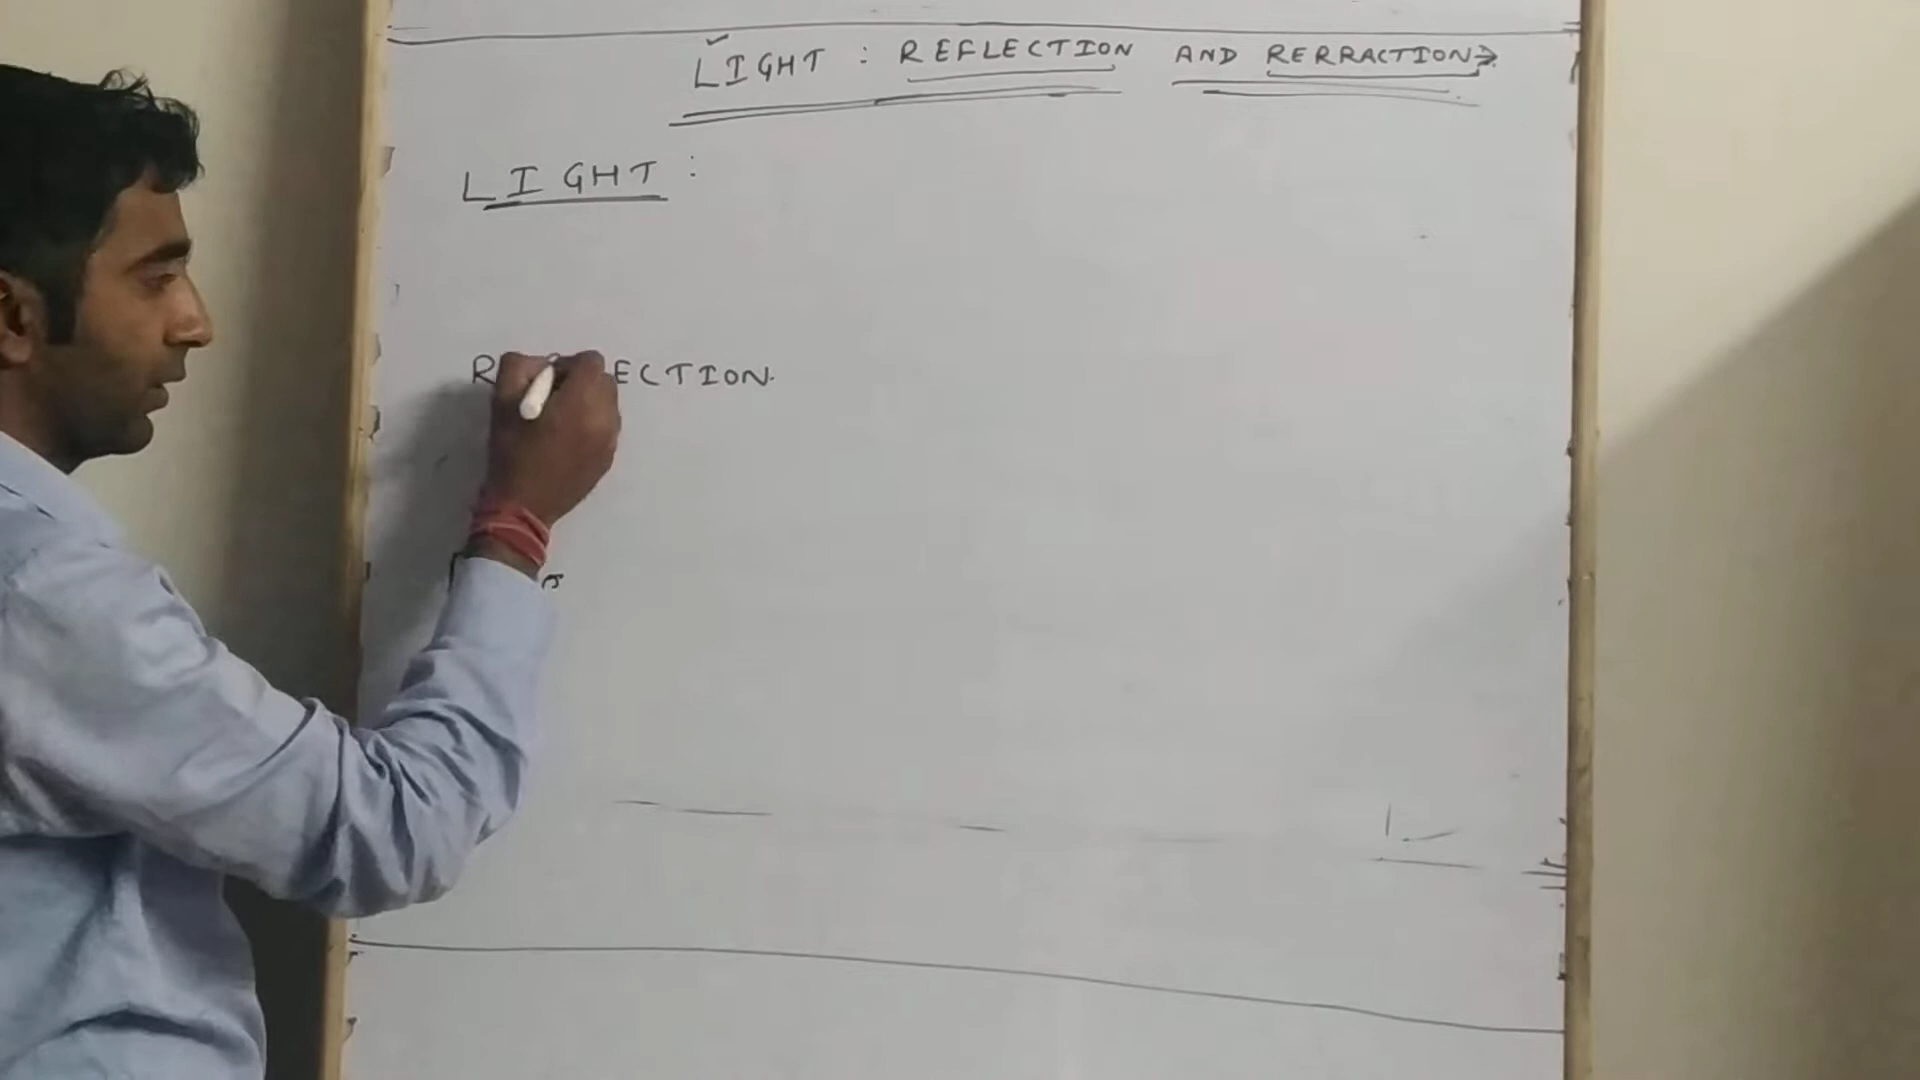 LIGHT : REFLECTION AND RERRACTION
LIGHT :
ECTION.